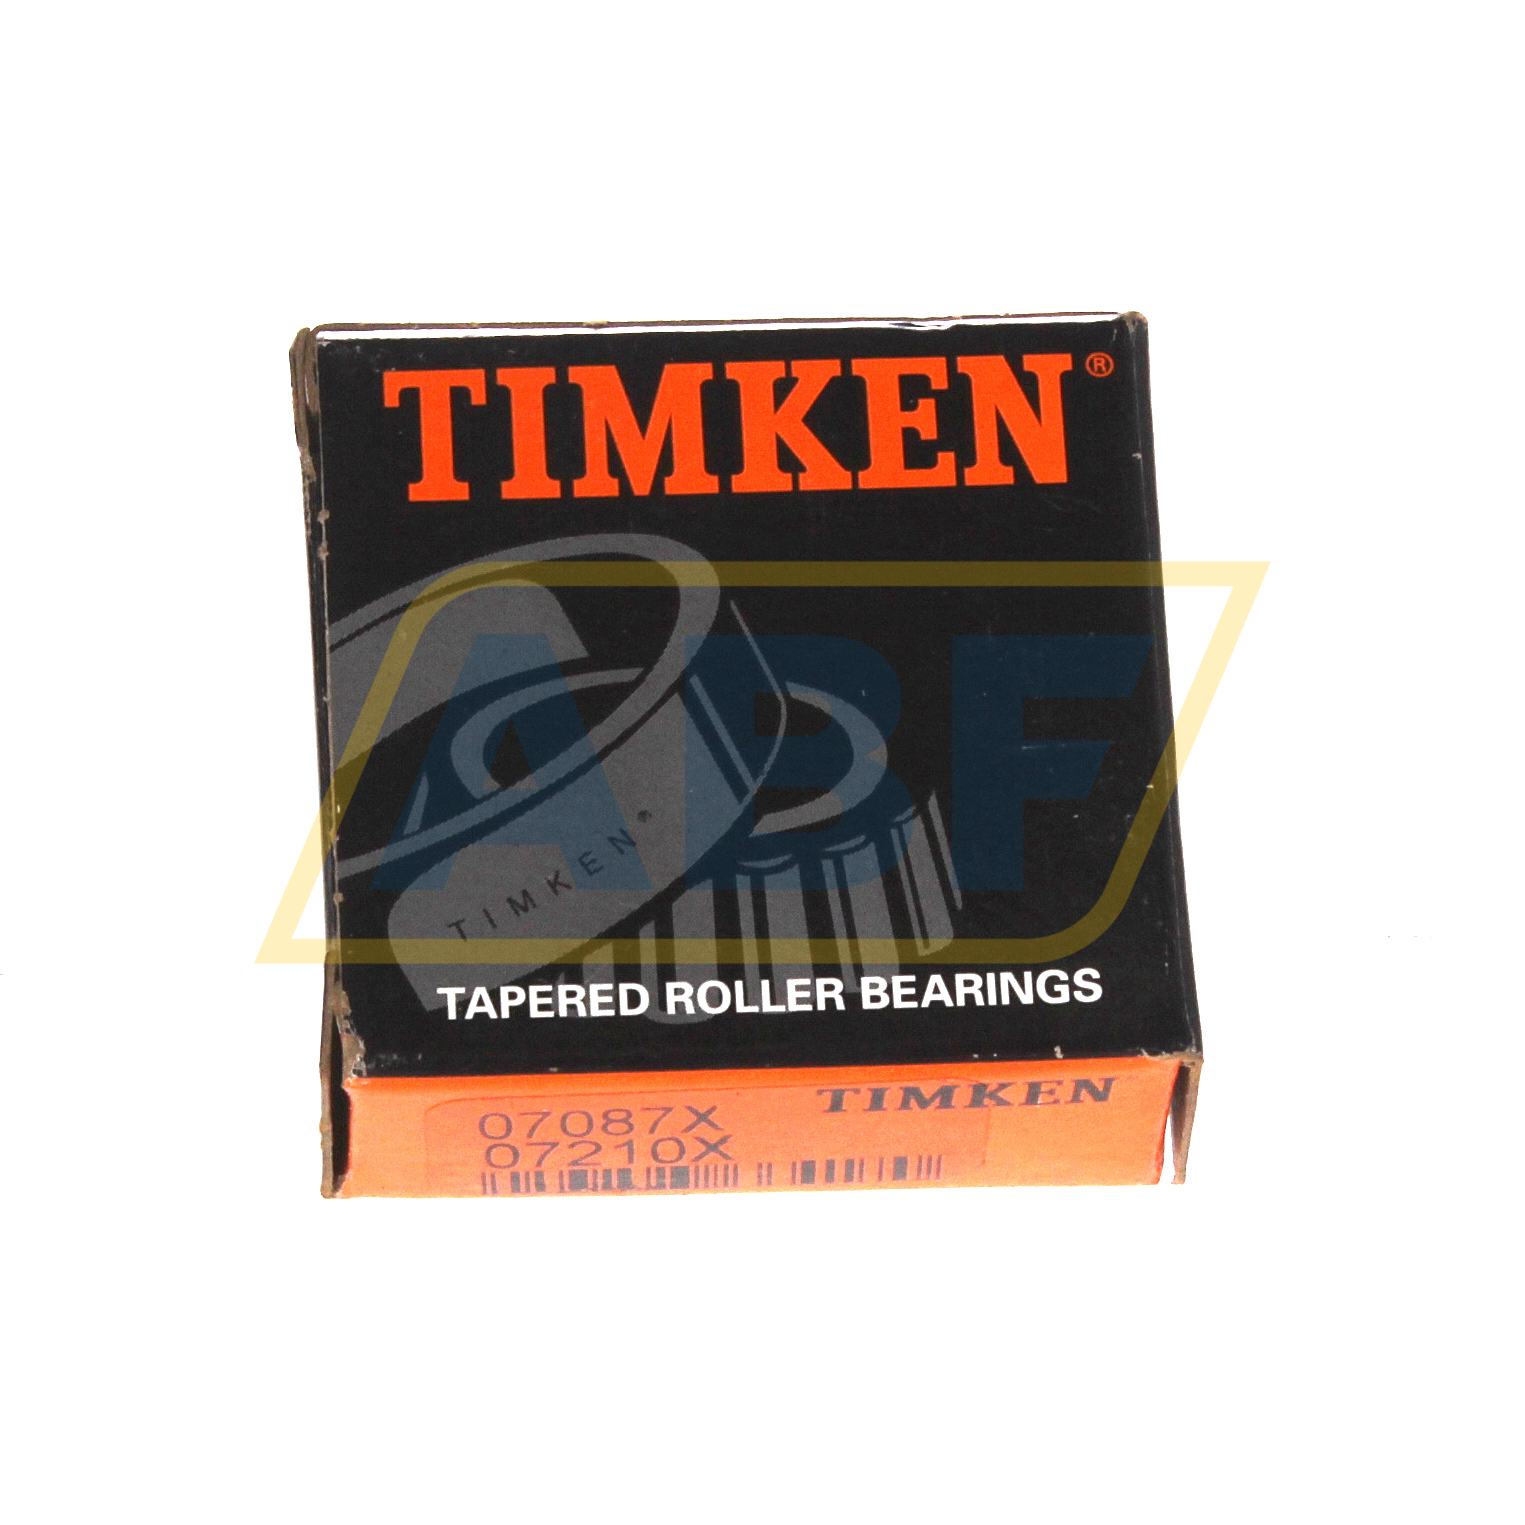 TIMKEN®
ABF
TIMKEN®
TAPERED ROLLER BEARINGS
TIMKEN
07087X
07210X